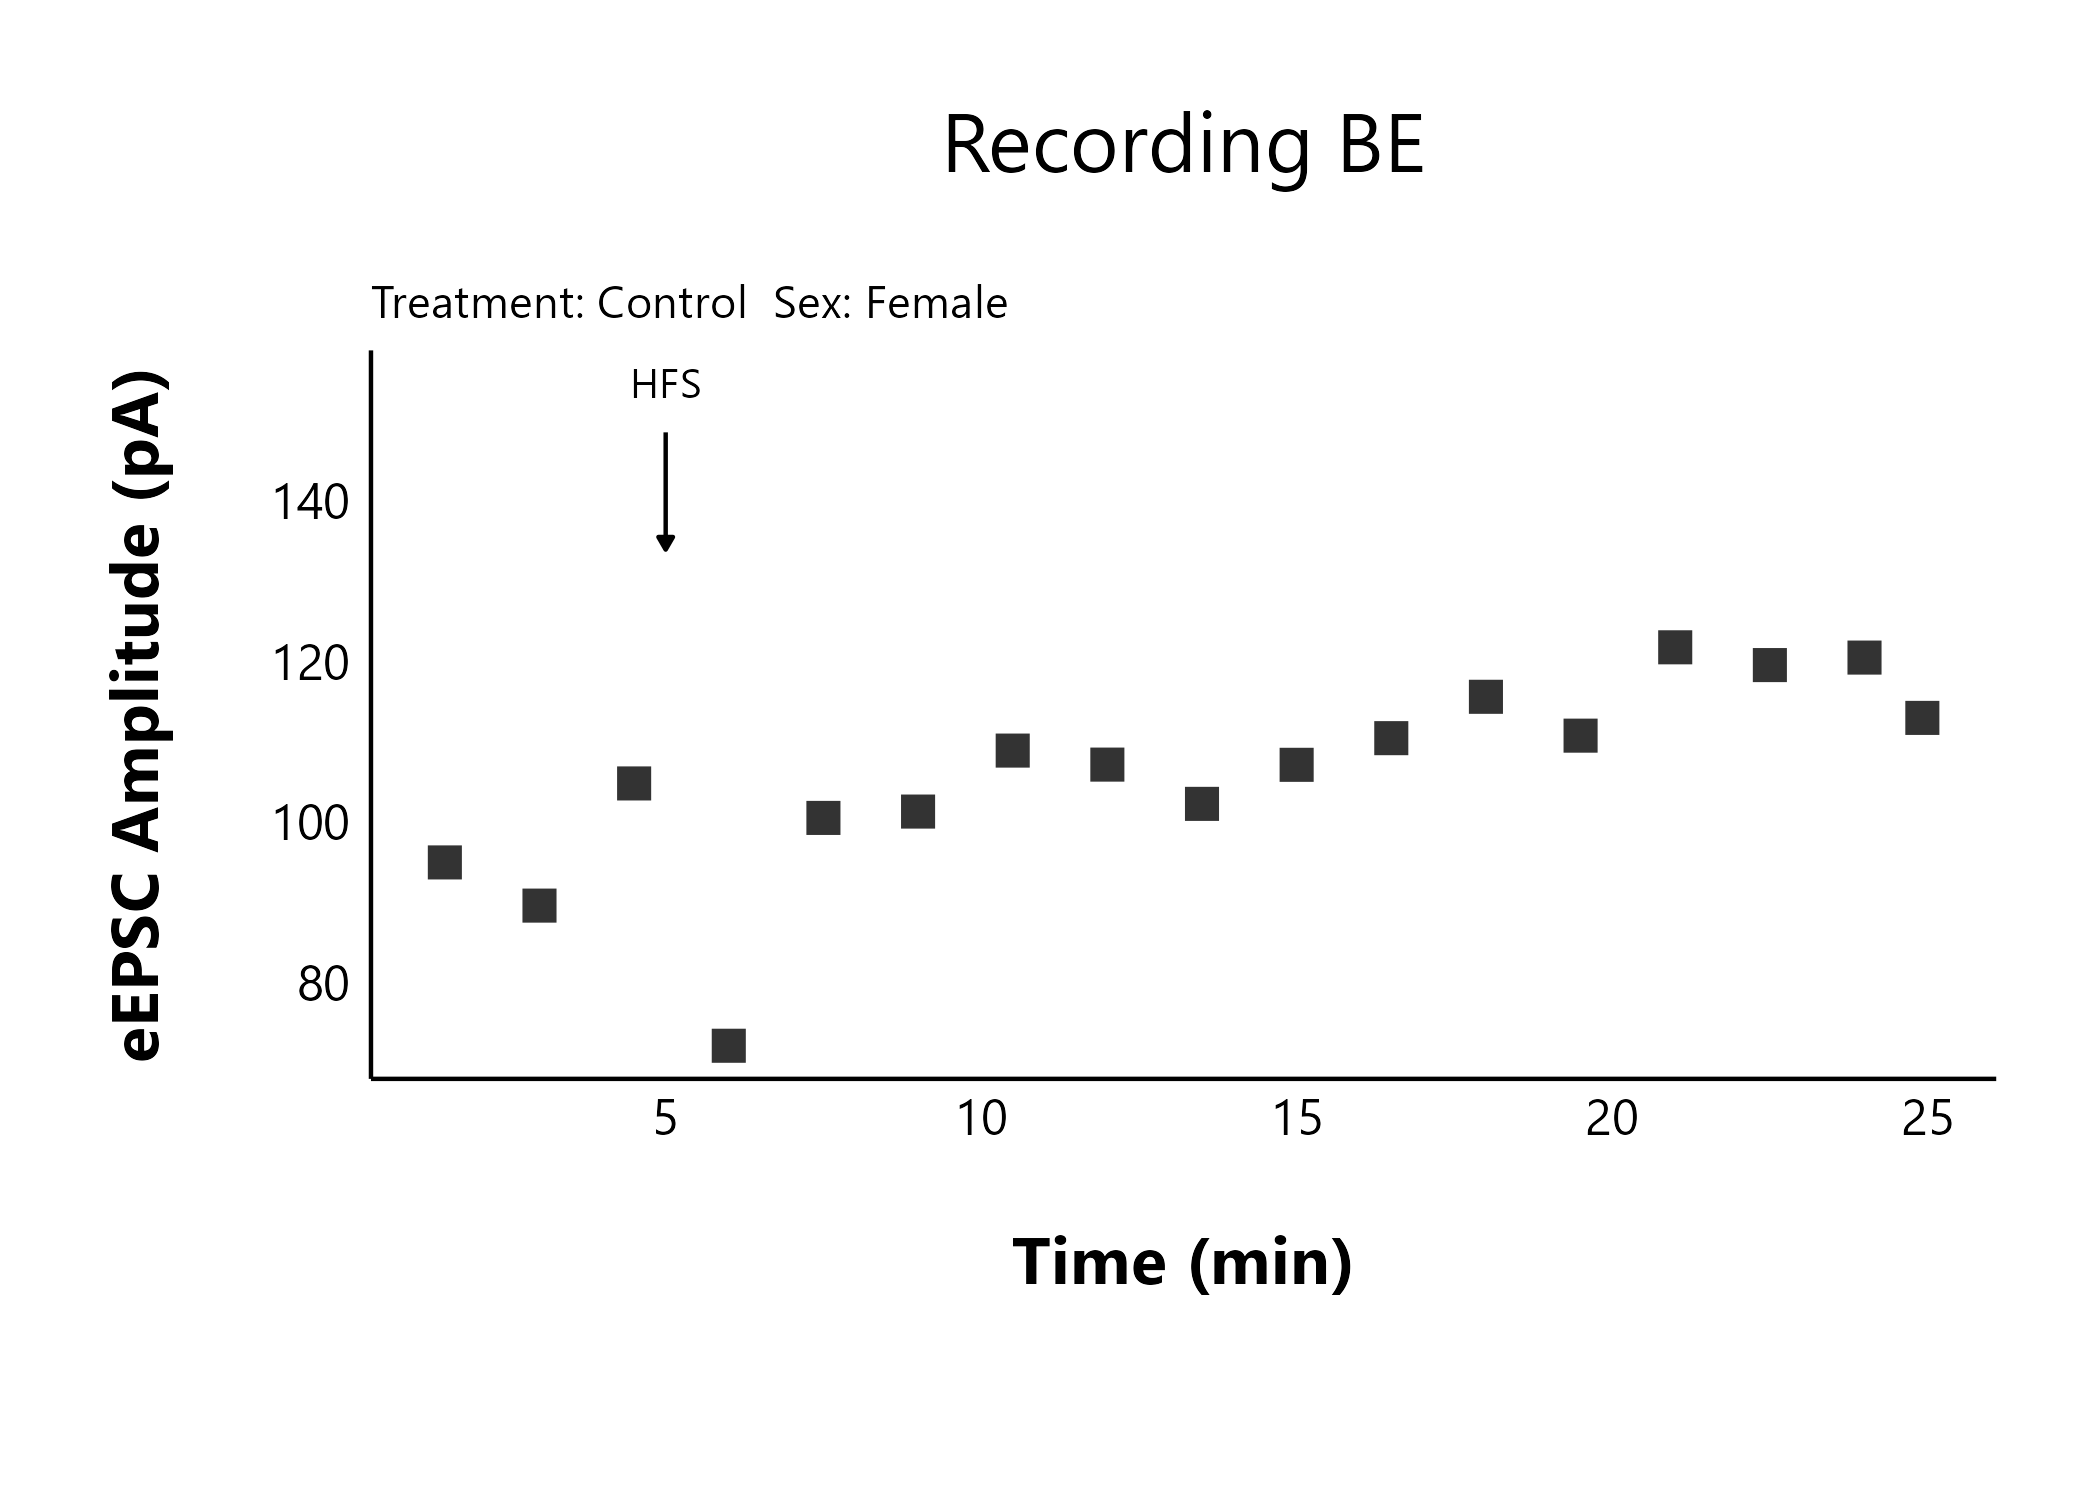 Recording BE
Treatment: Control  Sex: Female
HFS
eEPSC Amplitude (pA)
140
120
100
80
5 10 15 20 25
Time (min)